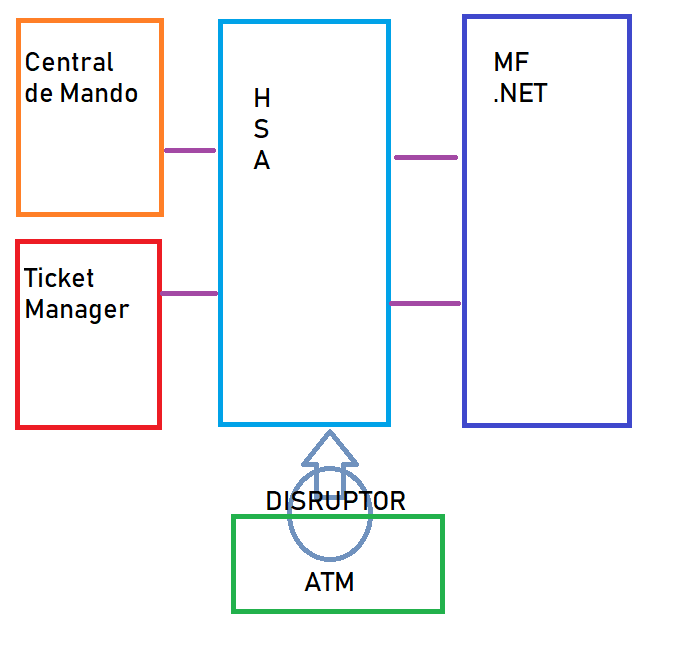 Central
de Mando
H
S
A
MF
.NET
Ticket
Manager
DISRUPTOR
ATM